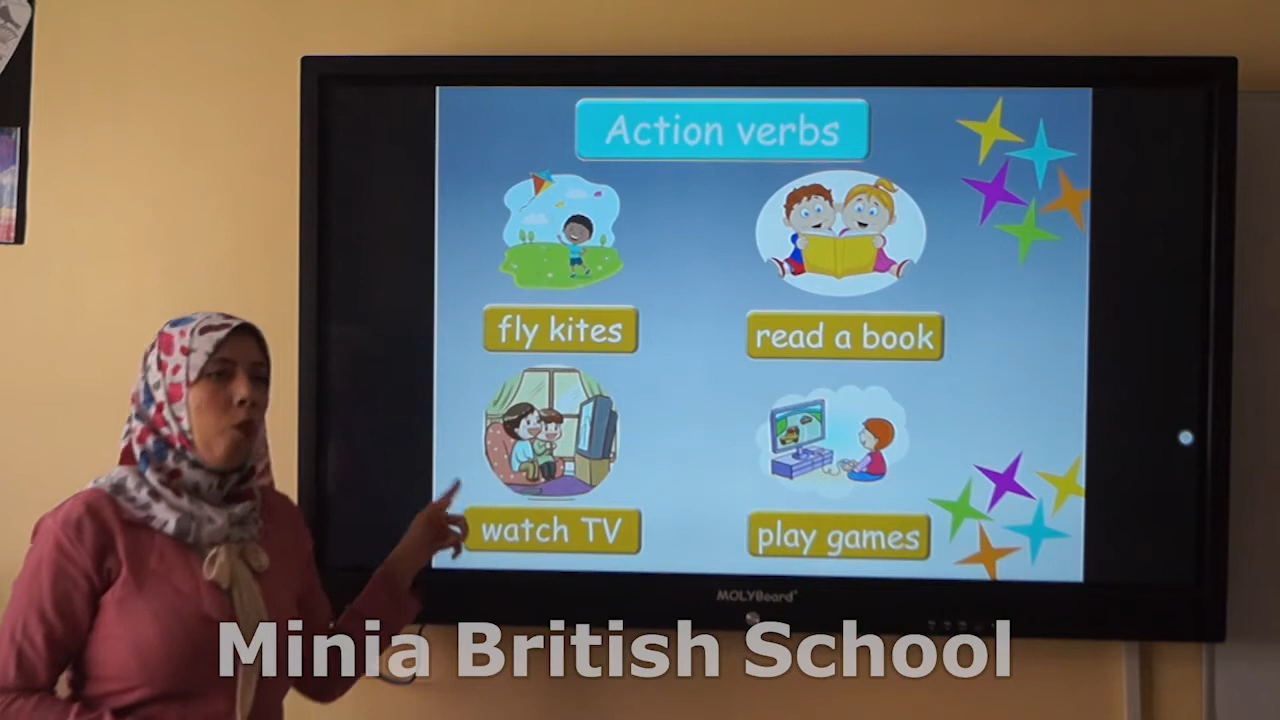 Action verbs
fly kites
read a book
watch TV
play games
MOLYBoard
Minia British School